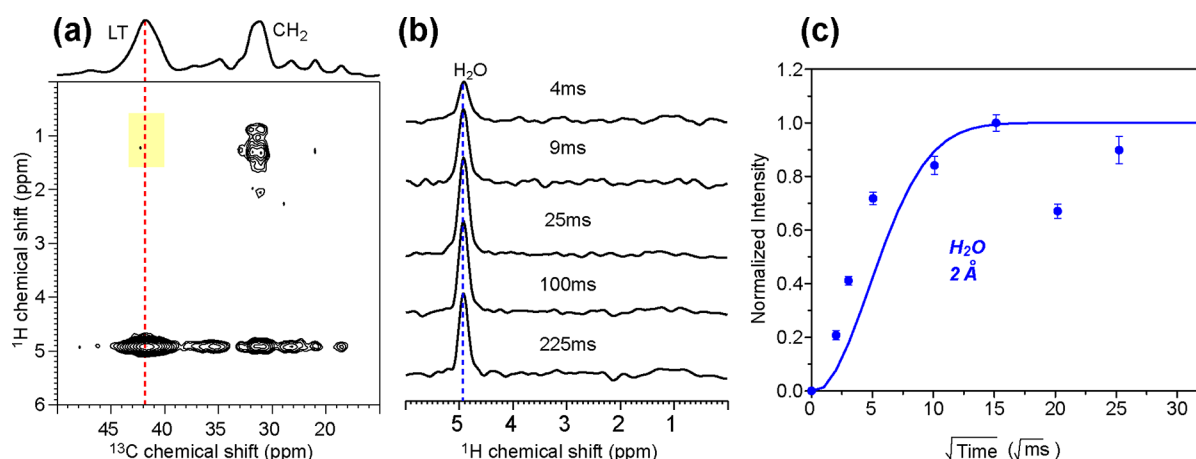 (a)
LT
CH₂
1
2
3
4
5
6
¹H chemical shift (ppm)
45 40 35 30 25 20
¹³C chemical shift (ppm)
(b)
H₂O
4ms
9ms
25ms
100ms
225ms
5 4 3 2 1
¹H chemical shift (ppm)
(c)
1.2
1.0
0.8
0.6
0.4
0.2
0.0
Normalized Intensity
H₂O
2 Å
0 5 10 15 20 25 30
√Time (√ms)